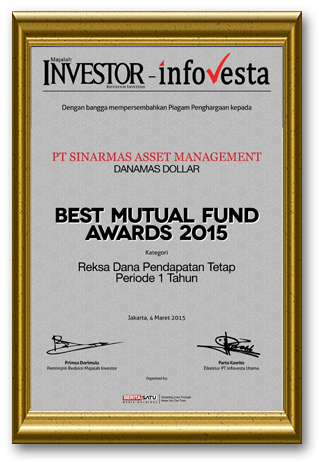 Majalah
INVESTOR - infovesta
REFERENSI INVESTASI
Dengan bangga mempersembahkan Piagam Penghargaan kepada
PT SINARMAS ASSET MANAGEMENT
DANAMAS DOLLAR
BEST MUTUAL FUND
AWARDS 2015
Kategori
Reksa Dana Pendapatan Tetap
Periode 1 Tahun
Jakarta, 4 Maret 2015
Primus Dorimulu
Pemimpin Redaksi Majalah Investor
Parto Kawito
Direktur PT Infovesta Utama
Organized by:
BERITA SATU
MEDIA HOLDINGS